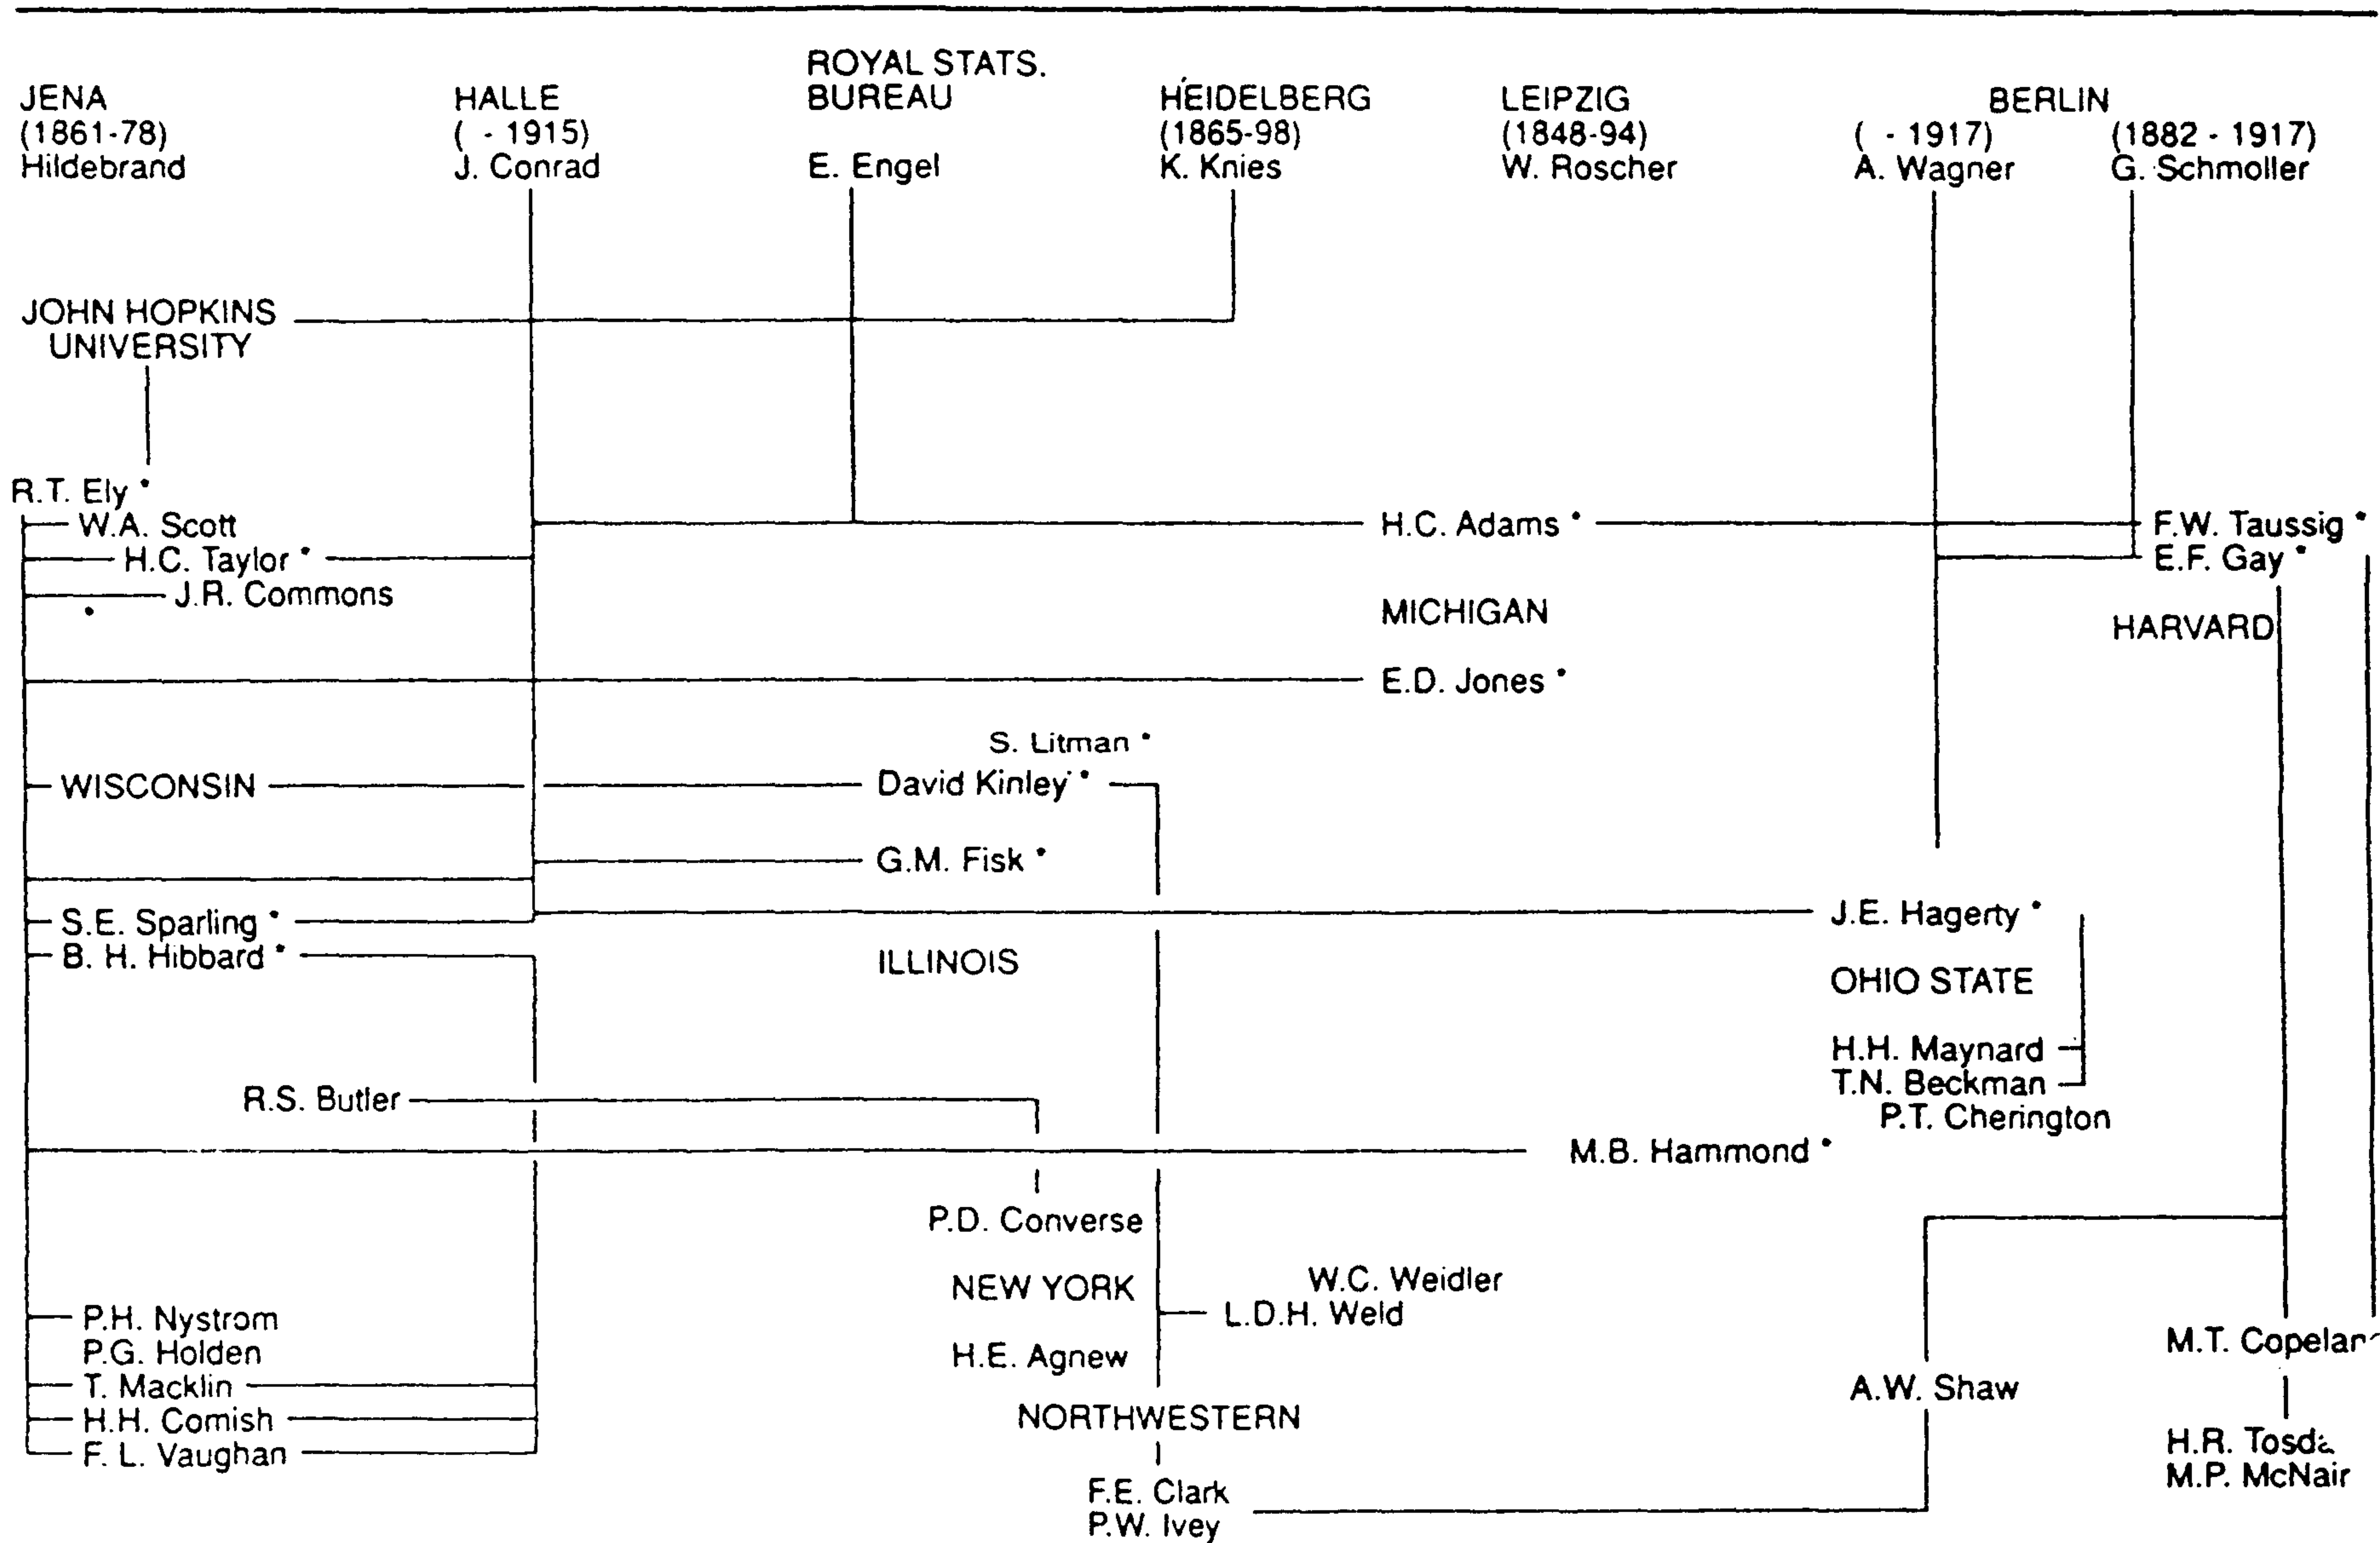 ROYAL STATS.
JENA HALLE BUREAU HEIDELBERG LEIPZIG BERLIN
(1861-78) ( - 1915) (1865-98) (1848-94) ( - 1917) (1882 - 1917)
Hildebrand J. Conrad E. Engel K. Knies W. Roscher A. Wagner G. Schmoller
JOHN HOPKINS
UNIVERSITY
R.T. Ely •
W.A. Scott H.C. Adams • F.W. Taussig •
H.C. Taylor • E.F. Gay •
J.R. Commons
•
MICHIGAN
HARVARD
E.D. Jones •
S. Litman •
WISCONSIN David Kinley •
G.M. Fisk •
S.E. Sparling • J.E. Hagerty •
B. H. Hibbard • ILLINOIS
OHIO STATE
H.H. Maynard
T.N. Beckman
R.S. Butler P.T. Cherington
M.B. Hammond •
P.D. Converse
NEW YORK W.C. Weidler
P.H. Nystrom L.D.H. Weld
P.G. Holden H.E. Agnew M.T. Copelan
T. Macklin A.W. Shaw
H.H. Comish NORTHWESTERN
F. L. Vaughan H.R. Tosda
M.P. McNair
F.E. Clark
P.W. Ivey